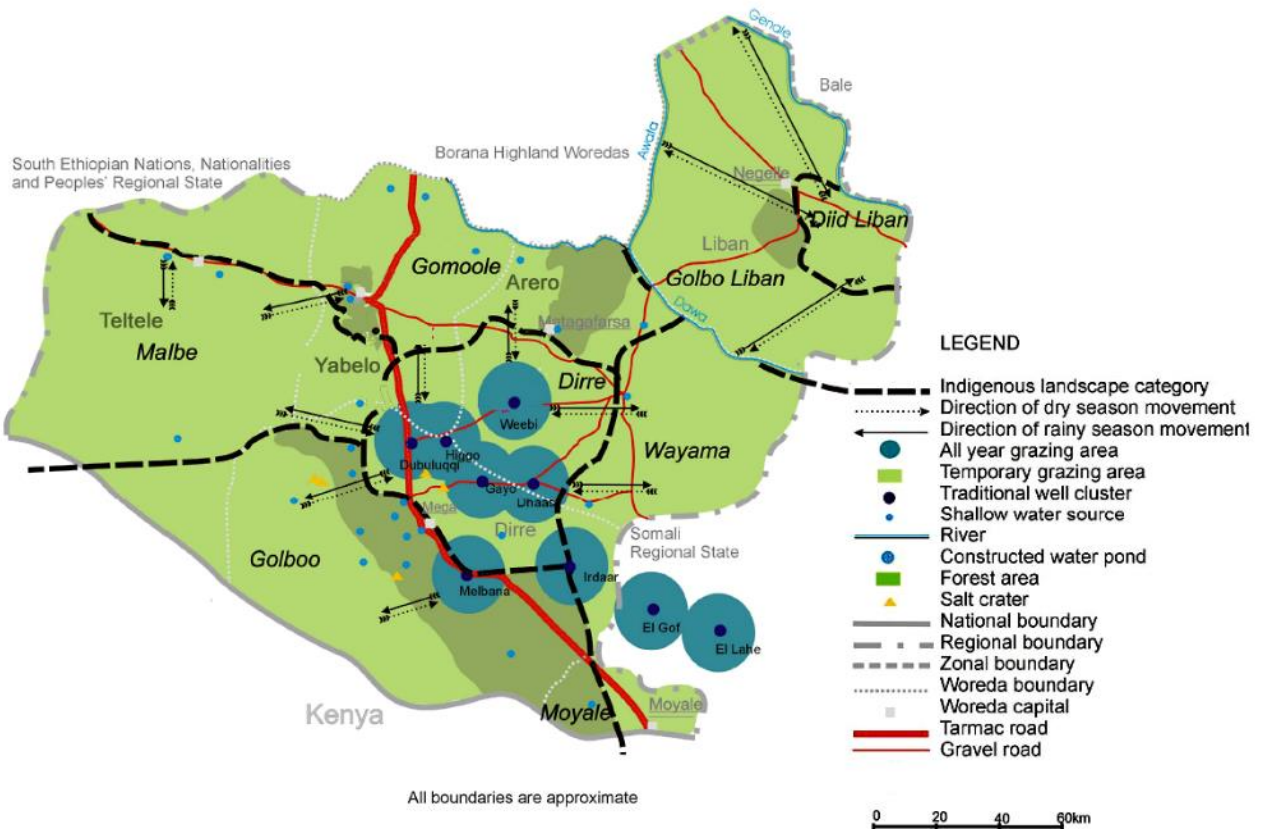 Genale
Bale
Awata
Borana Highland Woredas
South Ethiopian Nations, Nationalities
and Peoples' Regional State
Negelle
Diid Liban
Liban
Gomoole
Golbo Liban
Arero
Dawa
Matagafarsa
Teltele
Malbe
Yabelo
Dirre
Weebi
Wayama
Higgo
Dubuluqqi
Gayo
Dhaas
Mega
Dirre
Somali
Regional State
Golboo
Melbana
Irdaar
El Gof
El Lahe
Kenya
Moyale
Moyale
All boundaries are approximate
LEGEND
Indigenous landscape category
Direction of dry season movement
Direction of rainy season movement
All year grazing area
Temporary grazing area
Traditional well cluster
Shallow water source
River
Constructed water pond
Forest area
Salt crater
National boundary
Regional boundary
Zonal boundary
Woreda boundary
Woreda capital
Tarmac road
Gravel road
0 20 40 60km